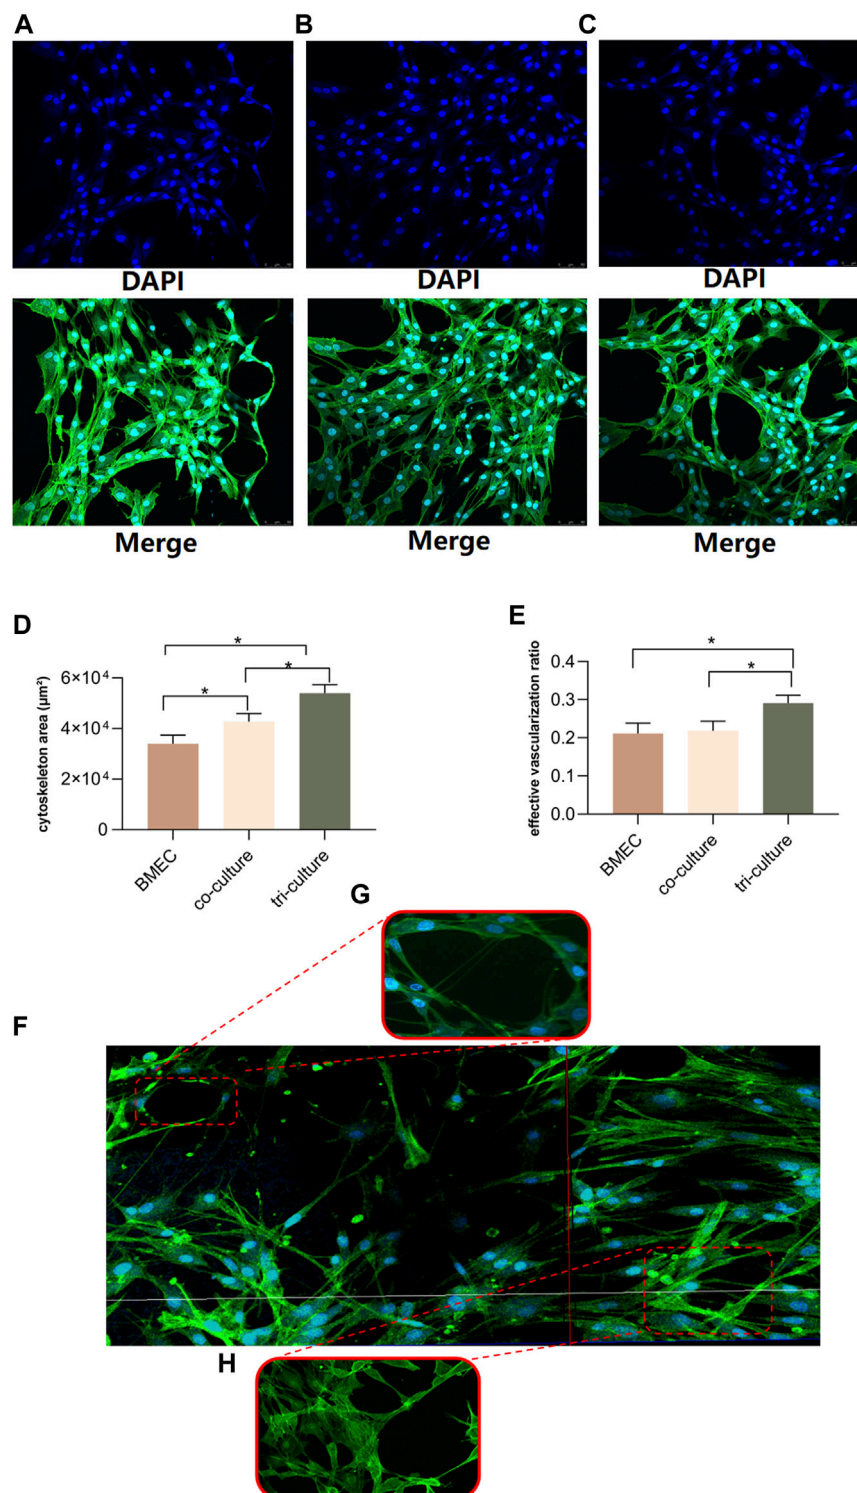 A B C
DAPI DAPI DAPI
Merge Merge Merge
D
cytoskeleton area (µm²)
6×10⁴
4×10⁴
2×10⁴
0
* * *
BMEC co-culture tri-culture
E
effective vascularization ratio
0.4
0.3
0.2
0.1
0.0
* *
BMEC co-culture tri-culture
G
F
H